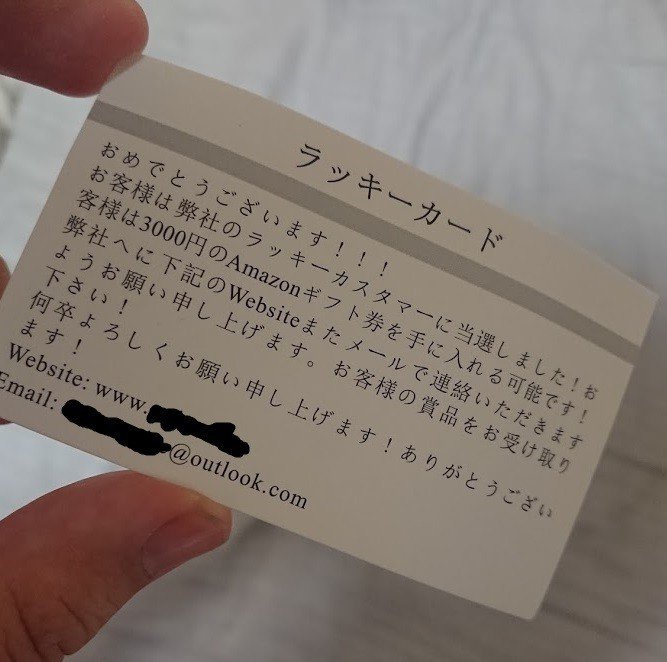 ラッキーカード
おめでとうございます！！！
お客様は弊社のラッキーカスタマーに当選しました！お
客様は3000円のAmazonギフト券を手に入れる可能です！
弊社へに下記のWebsiteまたメールで連絡いただきます
ようお願い申し上げます。お客様の賞品をお受け取り
下さい！
何卒よろしくお願い申し上げます！ありがとうござい
ます！
Website: www.
Email: @outlook.com